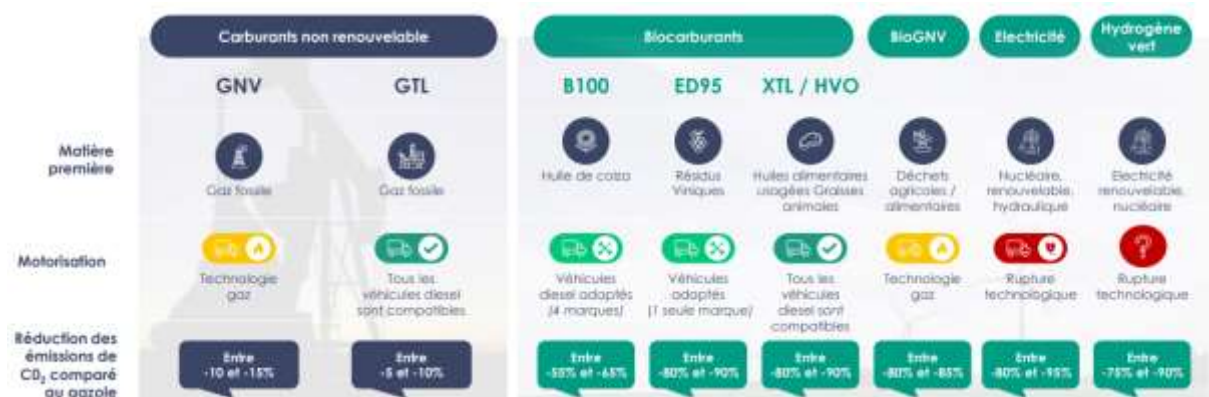 Carburants non renouvelable
Biocarburants
BioGNV
Electricité
Hydrogène
vert
GNV
GTL
B100
ED95
XTL / HVO
Matière
première
Gaz fossile
Gaz fossile
Huile de colza
Résidus
Viniques
Huiles alimentaires
usagées Graisses
animales
Déchets
agricoles /
alimentaires
Nucléaire,
renouvelable,
hydraulique
Electricité
renouvelable,
nucléaire
Motorisation
Technologie
gaz
Tous les
véhicules diesel
sont compatibles
Véhicules
diesel adaptés
(4 marques)
Véhicules
adaptés
(1 seule marque)
Tous les
véhicules
diesel sont
compatibles
Technologie
gaz
Rupture
technologique
?
Rupture
technologique
Réduction des
émissions de
CO₂ comparé
au gazole
Entre
-10 et -15%
Entre
-5 et -10%
Entre
-55% et -65%
Entre
-80% et -90%
Entre
-80% et -90%
Entre
-80% et -85%
Entre
-80% et -95%
Entre
-75% et -90%